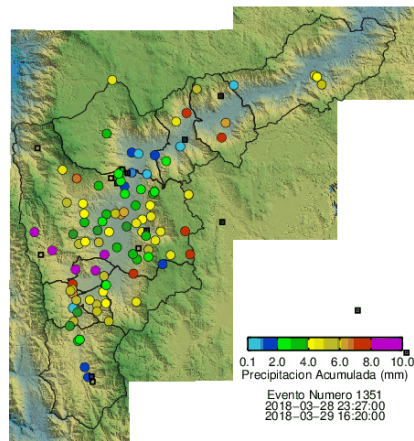 0.1 2.0 4.0 6.0 8.0 10.0
Precipitacion Acumulada (mm)
Evento Numero 1351
2018-03-28 23:27:00
2018-03-29 16:20:00